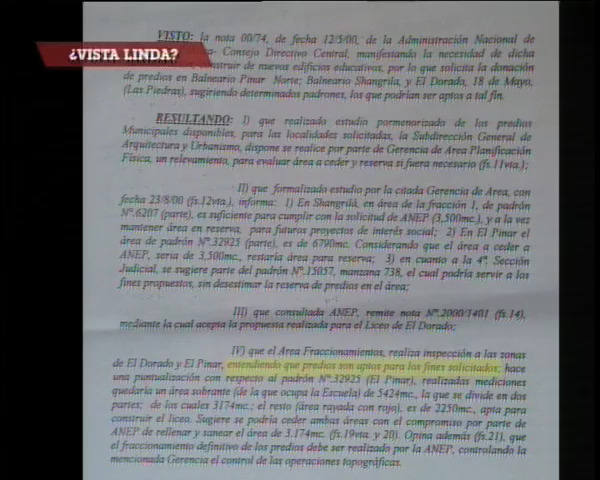 ¿VISTA LINDA?
VISTO: la nota 00/74, de fecha 12/5/00, de la Administración Nacional de
- Consejo Directivo Central, manifestando la necesidad de dicha
construir de nuevos edificios educativos, por lo que solicita la donación
de predios en Balneario Pinar Norte; Balneario Shangrila, y El Dorado, 18 de Mayo,
(Las Piedras), sugiriendo determinados padrones, los que podrían ser aptos a tal fin.
RESULTANDO: I) que realizado estudio pormenorizado de los predios
Municipales disponibles, para las localidades solicitadas, la Subdirección General de
Arquitectura y Urbanismo, dispone se realice por parte de Gerencia de Area Planificación
Física, un relevamiento, para evaluar área a ceder y reserva si fuera necesario (fs.11vta.);
II) que formalizado estudio por la citada Gerencia de Area, con
fecha 23/8/00 (fs.12vta.), informa: 1) En Shangrilá, en área de la fracción 1, de padrón
Nº.6207 (parte), es suficiente para cumplir con la solicitud de ANEP (3,500mc.), y a la vez
mantener área en reserva, para futuros proyectos de interés social; 2) En El Pinar el
área de padrón Nº.32925 (parte), es de 6790mc. Considerando que el área a ceder a
ANEP, seria de 3,500mc., restaría área para reserva; 3) en cuanto a la 4ª. Sección
Judicial, se sugiere parte del padrón Nº.15057, manzana 738, el cual podría servir a los
fines propuestos, sin desestimar la reserva de predios en el área;
III) que consultada ANEP, remite nota Nº.2000/1401 (fs.14),
mediante la cual acepta la propuesta realizada para el Liceo de El Dorado;
IV) que el Area Fraccionamientos, realiza inspección a las zonas
de El Dorado y El Pinar, entendiendo que predios son aptos para los fines solicitados; hace
una puntualización con respecto al padrón Nº.32925 (El Pinar), realizadas mediciones
quedaría un área sobrante (de la que ocupa la Escuela) de 5424mc., la que se divide en dos
partes; de las cuales 3174mc.; el resto (área rayada con rojo), es de 2250mc., apta para
construir el liceo. Sugiere se podría ceder ambas áreas con el compromiso por parte de
ANEP de rellenar y sanear el área de 3.174mc. (fs.19vta. y 20). Opina además (fs.21), que
el fraccionamiento definitivo de los predios debe ser realizado por la ANEP, controlando la
mencionada Gerencia el control de las operaciones topográficas.